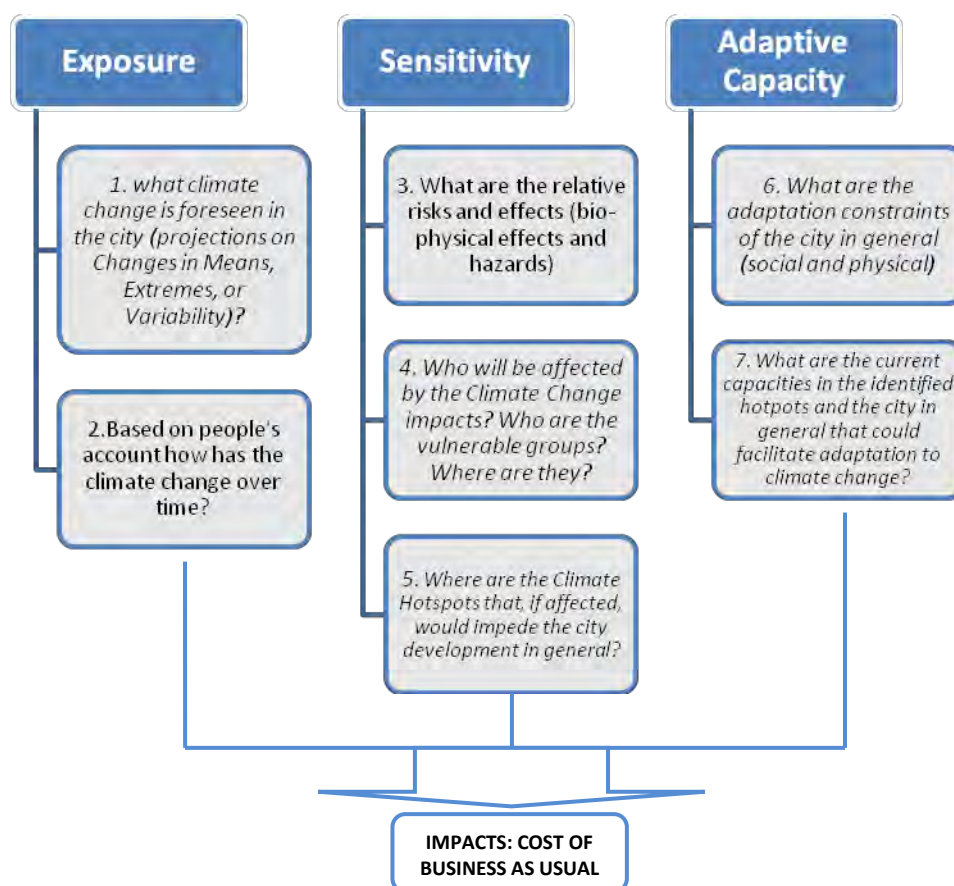 Exposure
1. what climate
change is foreseen in
the city (projections on
Changes in Means,
Extremes, or
Variability)?
2.Based on people's
account how has the
climate change over
time?
Sensitivity
3. What are the relative
risks and effects (bio-
physical effects and
hazards)
4. Who will be affected
by the Climate Change
impacts? Who are the
vulnerable groups?
Where are they?
5. Where are the Climate
Hotspots that, if affected,
would impede the city
development in general?
Adaptive
Capacity
6. What are the
adaptation constraints
of the city in general
(social and physical)
7. What are the current
capacities in the identified
hotpots and the city in
general that could
facilitate adaptation to
climate change?
IMPACTS: COST OF
BUSINESS AS USUAL